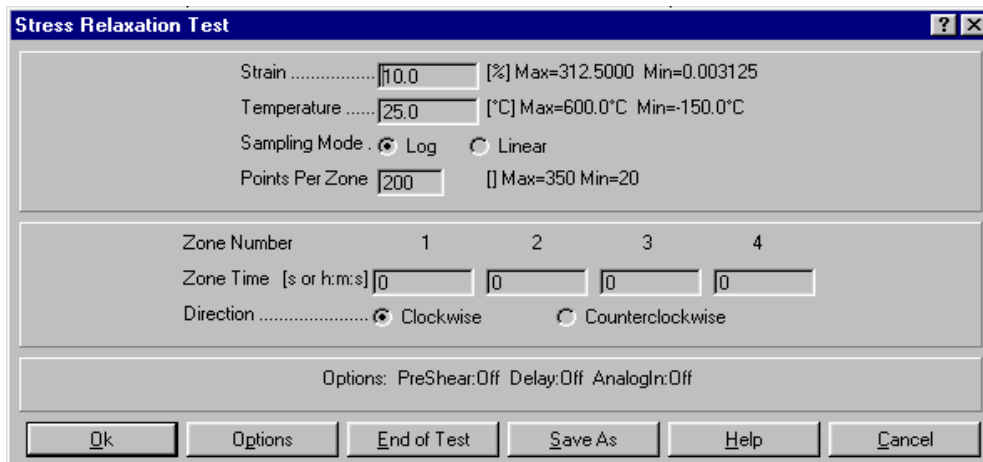 Stress Relaxation Test ?
Strain ................ 10.0 [%] Max=312.5000 Min=0.003125
Temperature ...... 25.0 [°C] Max=600.0°C Min=-150.0°C
Sampling Mode . Log Linear
Points Per Zone 200 [] Max=350 Min=20
Zone Number 1 2 3 4
Zone Time [s or h:m:s] 0 0 0 0
Direction ..................... Clockwise Counterclockwise
Options: PreShear:Off Delay:Off AnalogIn:Off
Ok Options End of Test Save As Help Cancel